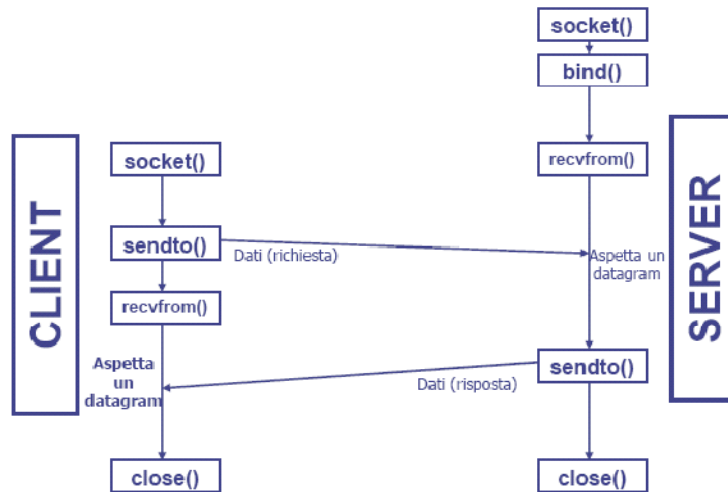 CLIENT
socket()
sendto()
recvfrom()
Aspetta
un
datagram
close()
Dati (richiesta)
Dati (risposta)
socket()
bind()
recvfrom()
Aspetta un
datagram
sendto()
close()
SERVER